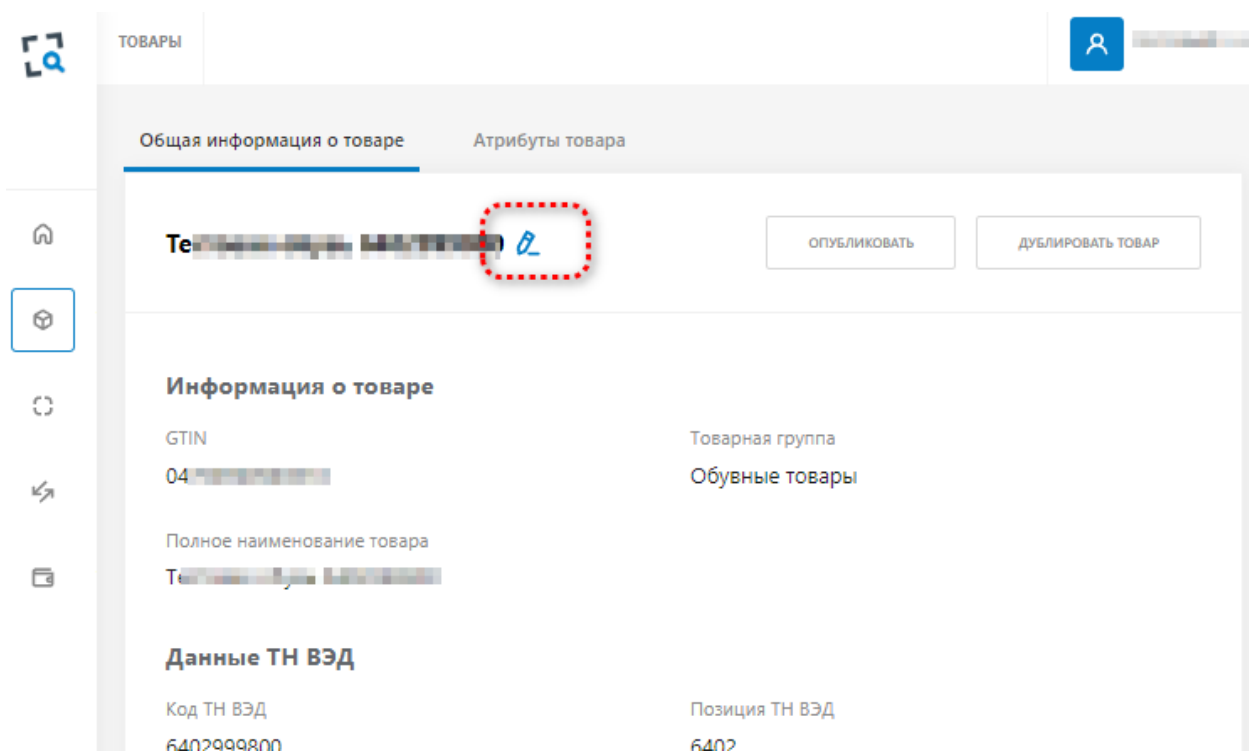 ТОВАРЫ
Общая информация о товаре Атрибуты товара
ОПУБЛИКОВАТЬ ДУБЛИРОВАТЬ ТОВАР
Информация о товаре
GTIN Товарная группа
04 Обувные товары
Полное наименование товара
Данные ТН ВЭД
Код ТН ВЭД Позиция ТН ВЭД
6402999800 6402